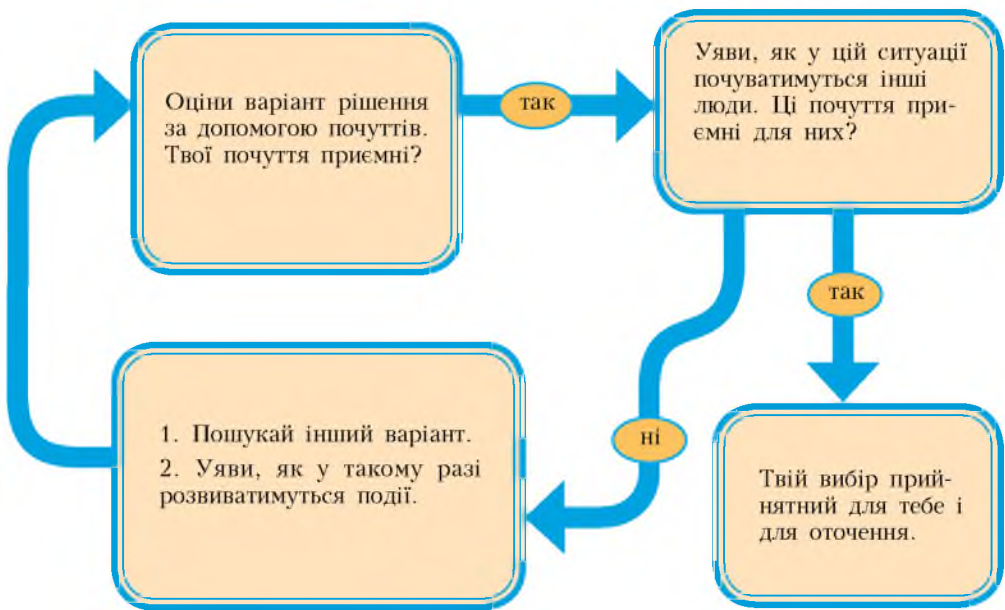 Оціни варіант рішення
за допомогою почуттів.
Твої почуття приємні?
так
Уяви, як у цій ситуації
почуватимуться інші
люди. Ці почуття при-
ємні для них?
так
Твій вибір прий-
нятний для тебе і
для оточення.
ні
1. Пошукай інший варіант.
2. Уяви, як у такому разі
розвиватимуться події.